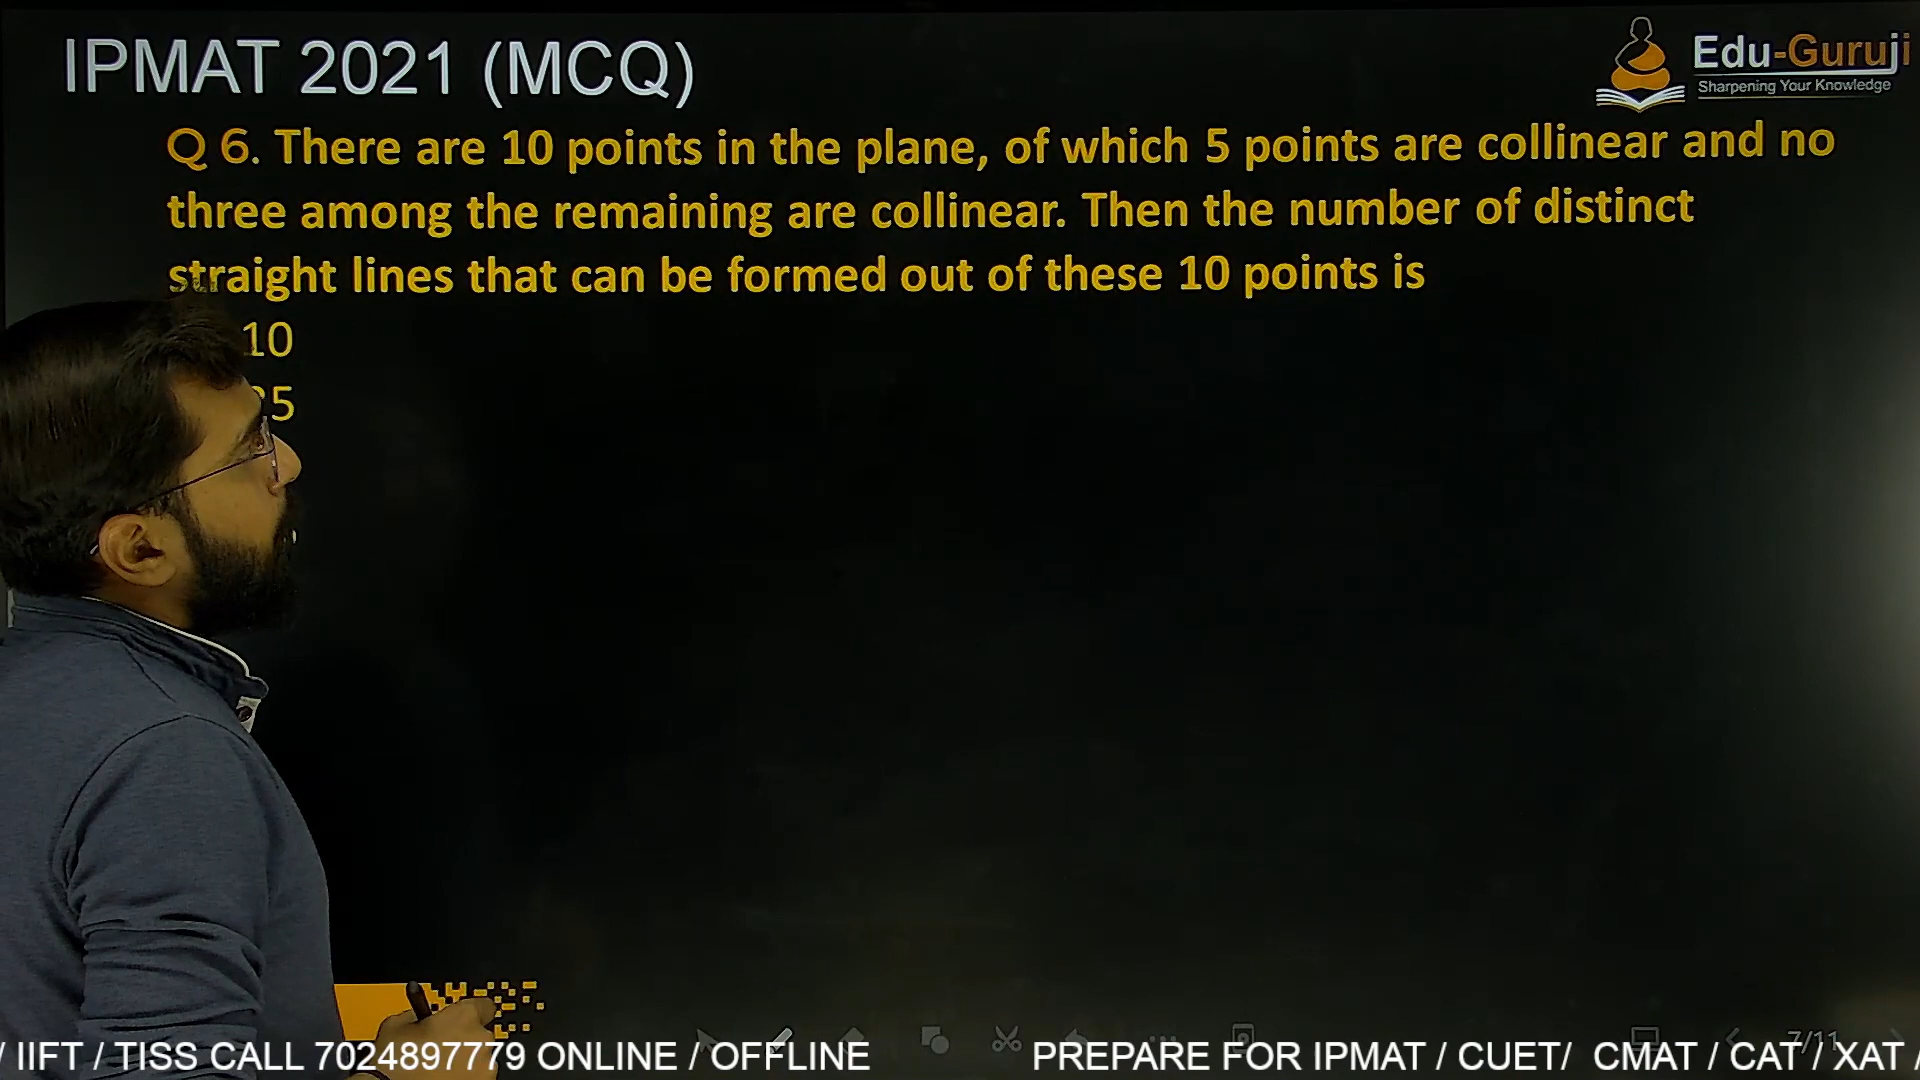 IPMAT 2021 (MCQ)
Edu-Guruji
Sharpening Your Knowledge
Q 6. There are 10 points in the plane, of which 5 points are collinear and no
three among the remaining are collinear. Then the number of distinct
straight lines that can be formed out of these 10 points is
10
5
7/11
/ IIFT / TISS CALL 7024897779 ONLINE / OFFLINE
PREPARE FOR IPMAT / CUET/ CMAT / CAT / XAT /